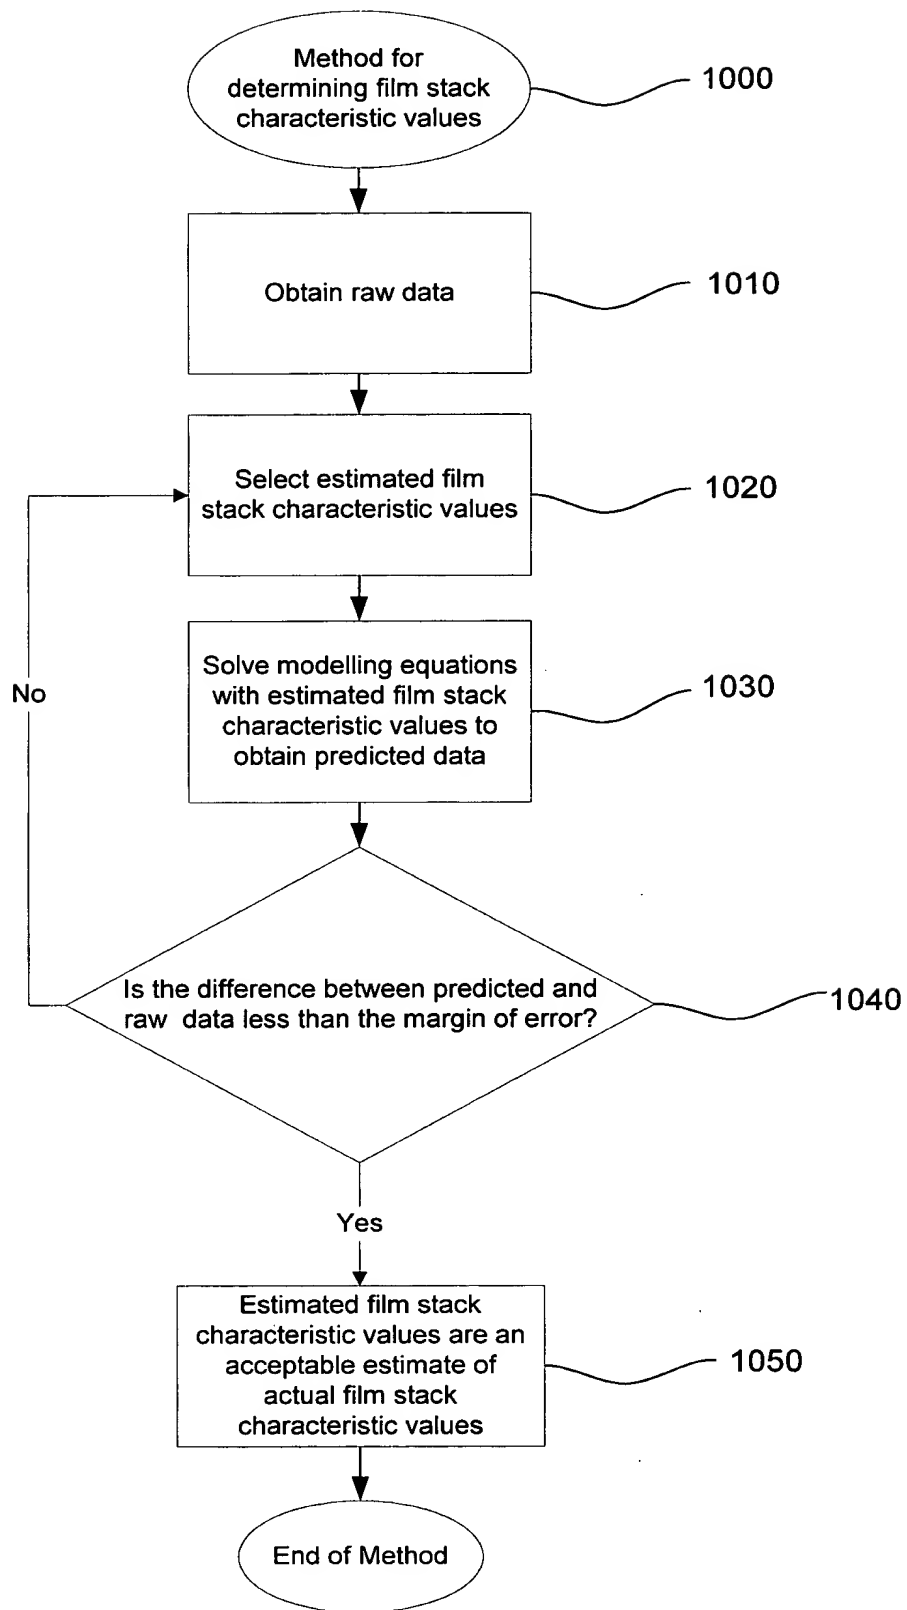 Method for
determining film stack
characteristic values
1000
Obtain raw data
1010
Select estimated film
stack characteristic values
1020
Solve modelling equations
with estimated film stack
characteristic values to
obtain predicted data
1030
No
Is the difference between predicted and
raw data less than the margin of error?
1040
Yes
Estimated film stack
characteristic values are an
acceptable estimate of
actual film stack
characteristic values
1050
End of Method